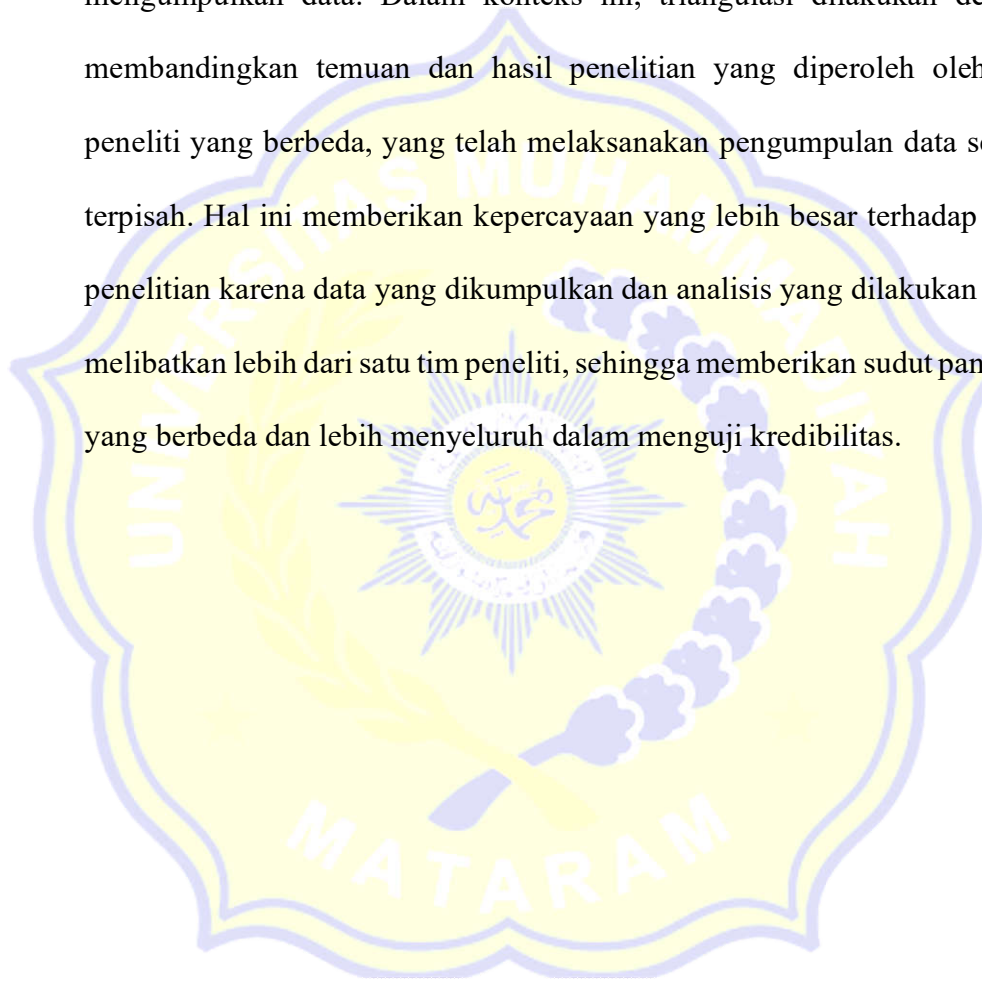 mengumpulkan data. Dalam konteks ini, triangulasi dilakukan
membandingkan temuan dan hasil penelitian yang diperoleh oleh
peneliti yang berbeda, yang telah melaksanakan pengumpulan data
terpisah. Hal ini memberikan kepercayaan yang lebih besar terhadap
penelitian karena data yang dikumpulkan dan analisis yang dilakukan
melibatkan lebih dari satu tim peneliti, sehingga memberikan sudut
yang berbeda dan lebih menyeluruh dalam menguji kredibilitas.
UNIVERSITAS MUHAMMADIYAH
MATARAM